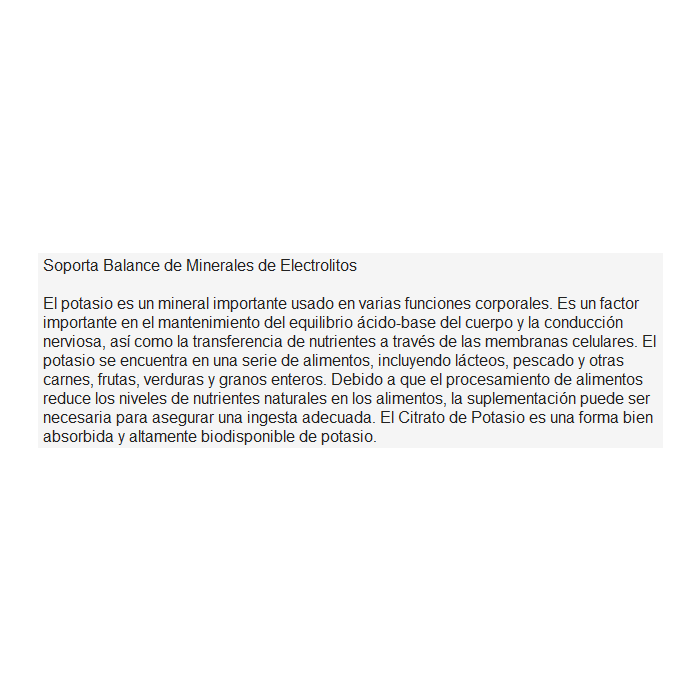 Soporta Balance de Minerales de Electrolitos
El potasio es un mineral importante usado en varias funciones corporales. Es un factor
importante en el mantenimiento del equilibrio ácido-base del cuerpo y la conducción
nerviosa, así como la transferencia de nutrientes a través de las membranas celulares. El
potasio se encuentra en una serie de alimentos, incluyendo lácteos, pescado y otras
carnes, frutas, verduras y granos enteros. Debido a que el procesamiento de alimentos
reduce los niveles de nutrientes naturales en los alimentos, la suplementación puede ser
necesaria para asegurar una ingesta adecuada. El Citrato de Potasio es una forma bien
absorbida y altamente biodisponible de potasio.